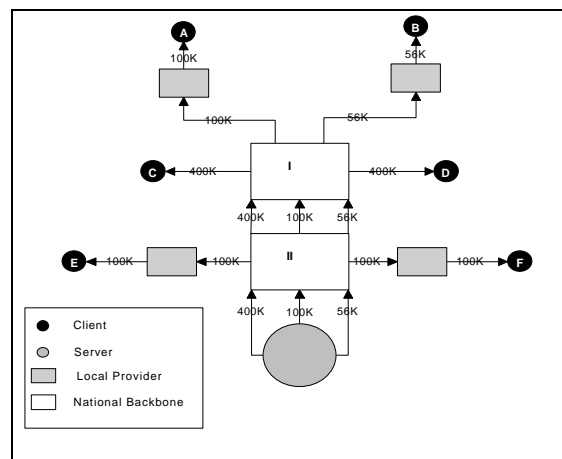 A
B
100K
56K
100K
56K
I
C
400K
400K
D
400K
100K
56K
II
E
100K
100K
100K
100K
F
400K
100K
56K
Client
Server
Local Provider
National Backbone